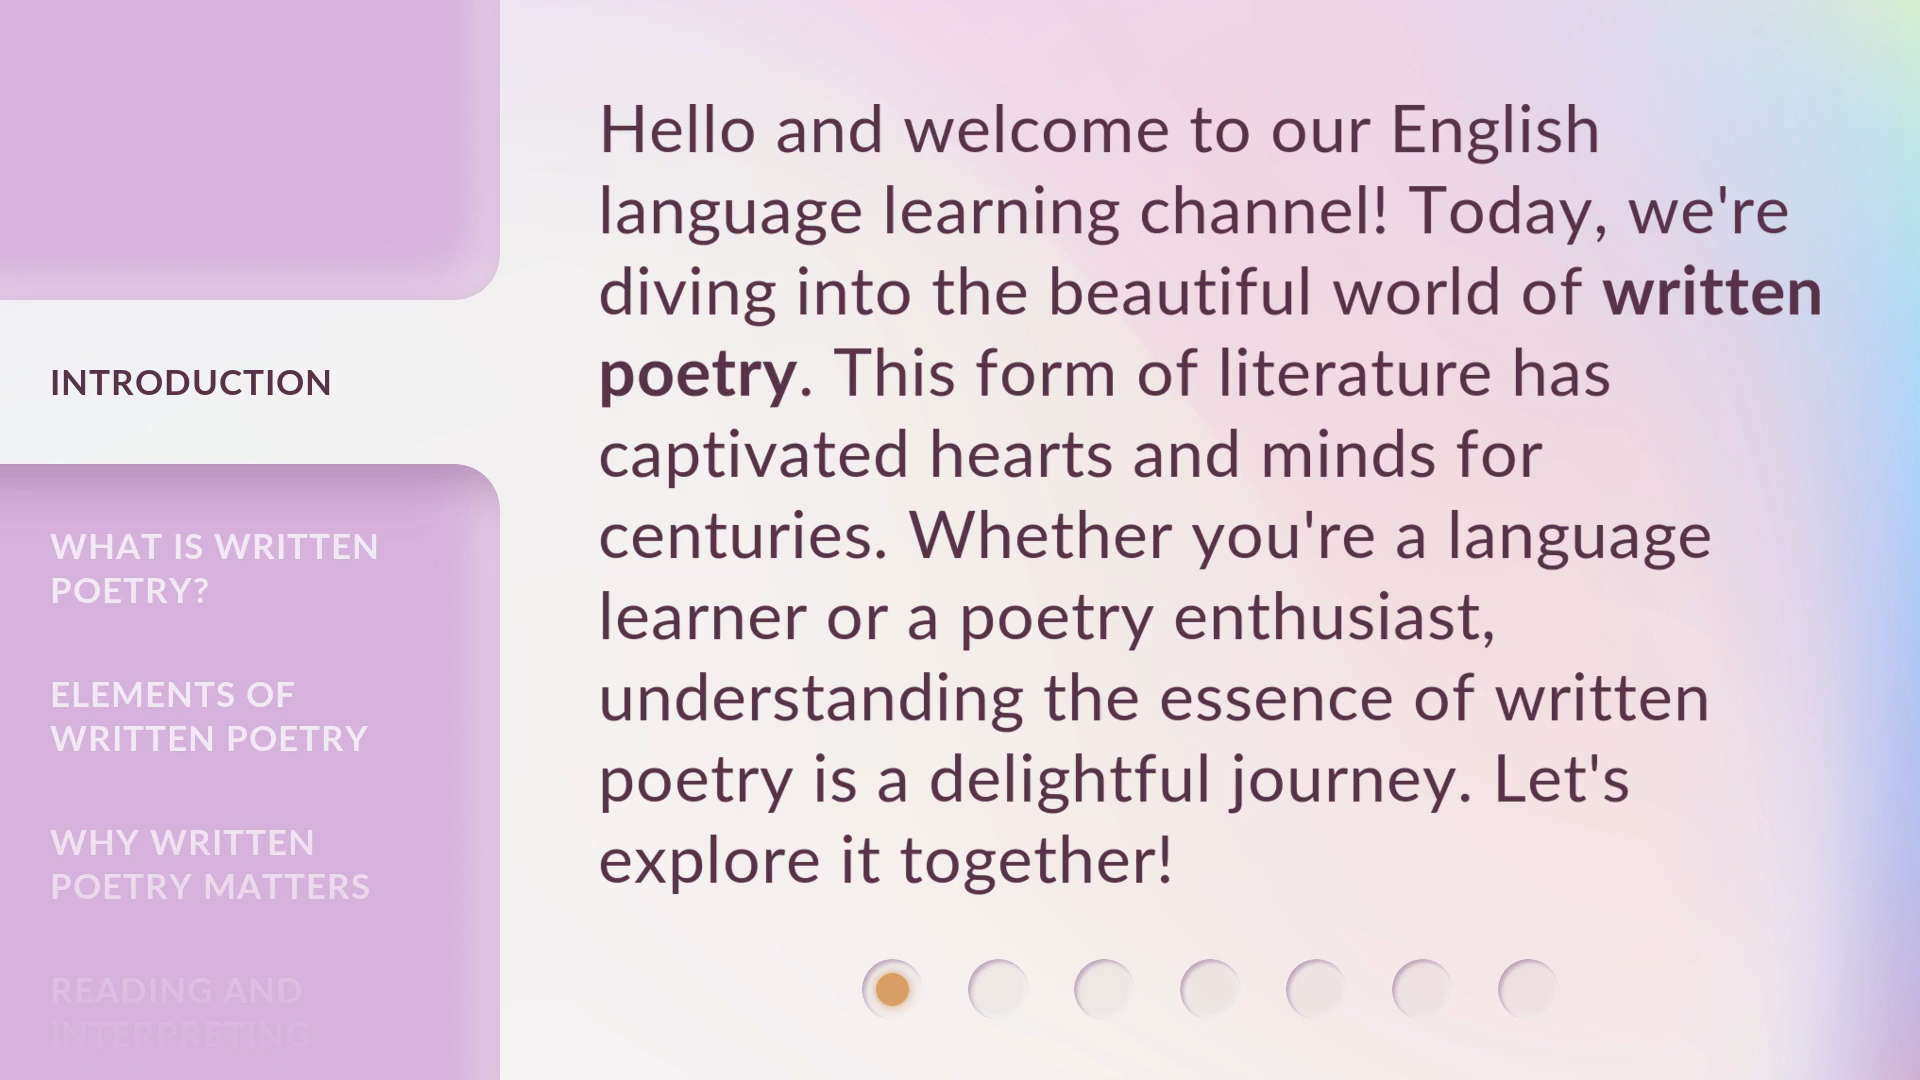 INTRODUCTION
WHAT IS WRITTEN
POETRY?
ELEMENTS OF
WRITTEN POETRY
WHY WRITTEN
POETRY MATTERS
READING AND
INTERPRETING
Hello and welcome to our English
language learning channel! Today, we're
diving into the beautiful world of written
poetry. This form of literature has
captivated hearts and minds for
centuries. Whether you're a language
learner or a poetry enthusiast,
understanding the essence of written
poetry is a delightful journey. Let's
explore it together!